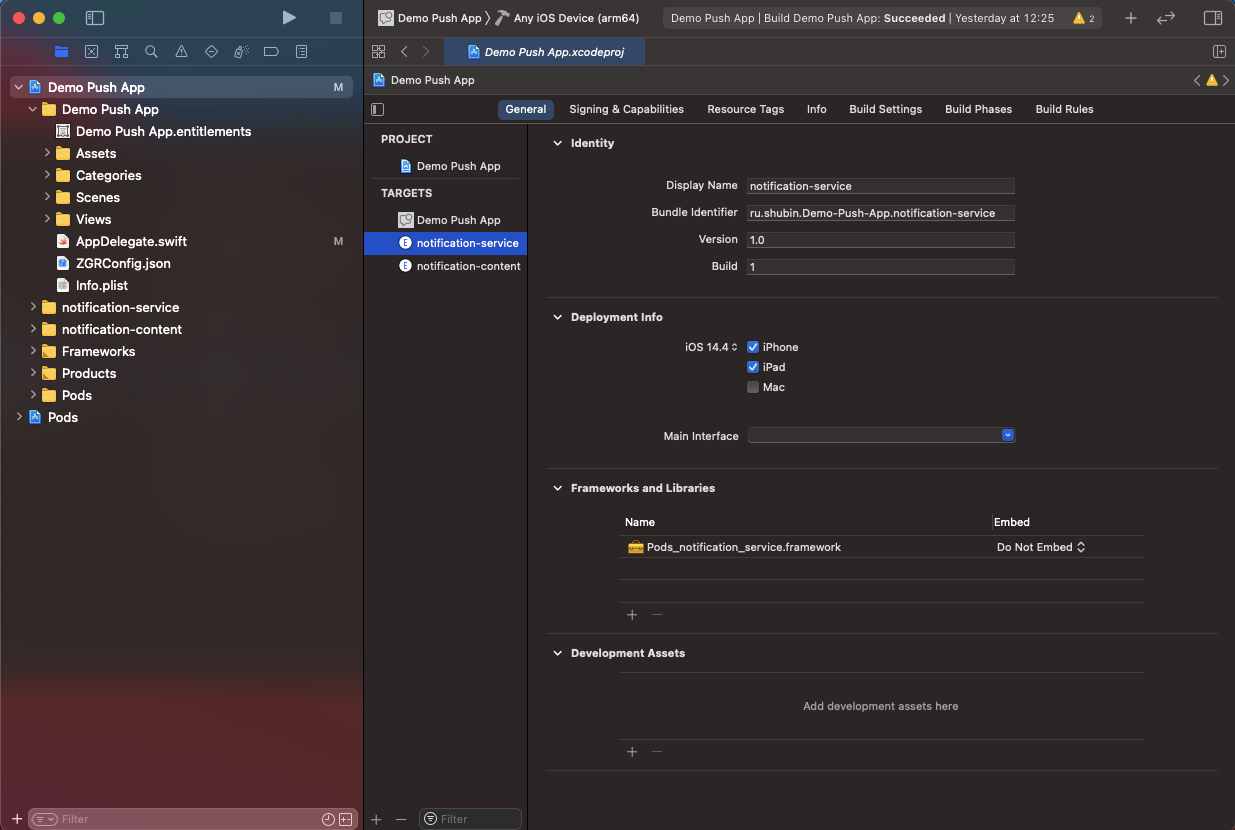 Demo Push App
Any iOS Device (arm64)
Demo Push App | Build Demo Push App: Succeeded | Yesterday at 12:25
2
Demo Push App.xcodeproj
Demo Push App
M
Demo Push App
Demo Push App.entitlements
Assets
Categories
Scenes
Views
AppDelegate.swift
M
ZGRConfig.json
Info.plist
notification-service
notification-content
Frameworks
Products
Pods
Pods
Filter
Demo Push App
General
Signing & Capabilities
Resource Tags
Info
Build Settings
Build Phases
Build Rules
PROJECT
Demo Push App
TARGETS
Demo Push App
E notification-service
E notification-content
Filter
Identity
Display Name notification-service
Bundle Identifier ru.shubin.Demo-Push-App.notification-service
Version 1.0
Build 1
Deployment Info
iOS 14.4 iPhone
iPad
Mac
Main Interface
Frameworks and Libraries
Name Embed
Pods_notification_service.framework Do Not Embed
Development Assets
Add development assets here